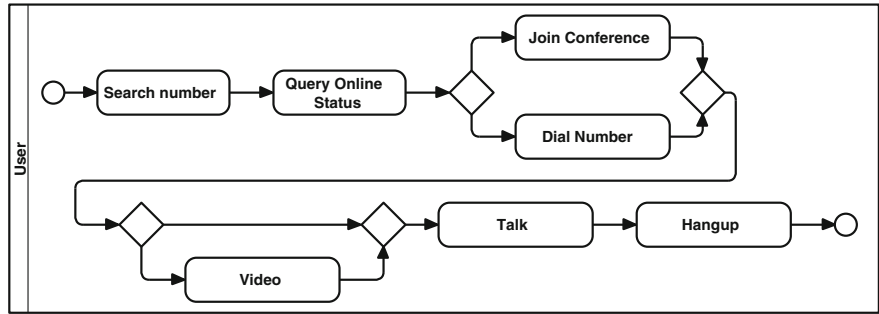 User
Search number
Query Online
Status
Join Conference
Dial Number
Video
Talk
Hangup